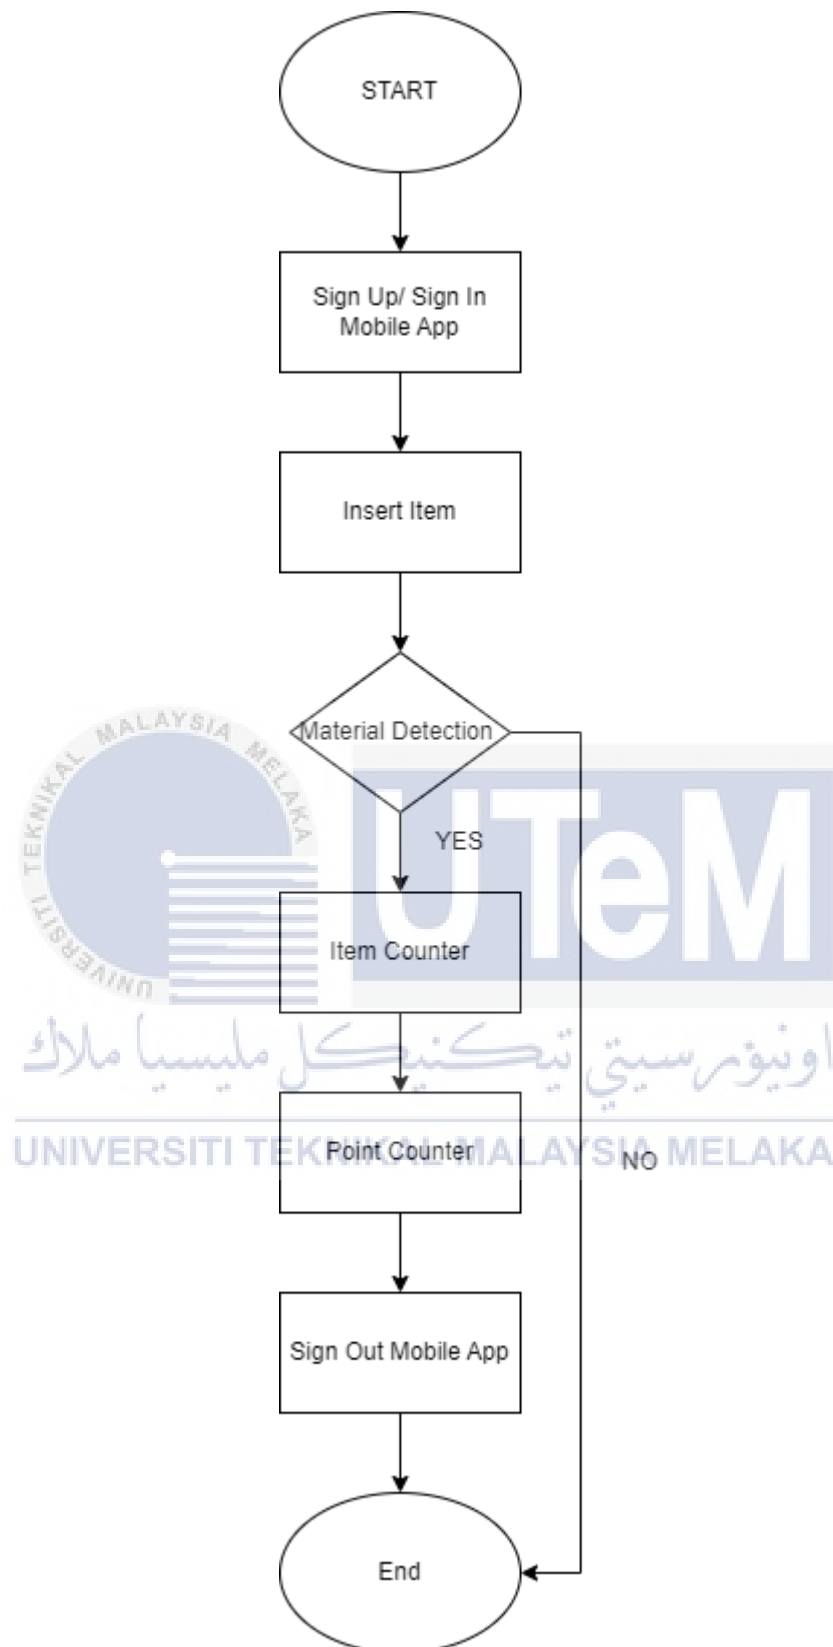 START
Sign Up/ Sign In
Mobile App
Insert Item
Material Detection
YES
UNIVERSITI TEKNIKAL MALAYSIA MELAKA
UTeM
Item Counter
اونيۏرسيتي تيكنيكل مليسيا ملاك
UNIVERSITI TEKNIKAL MALAYSIA MELAKA
Point Counter
NO
Sign Out Mobile App
End